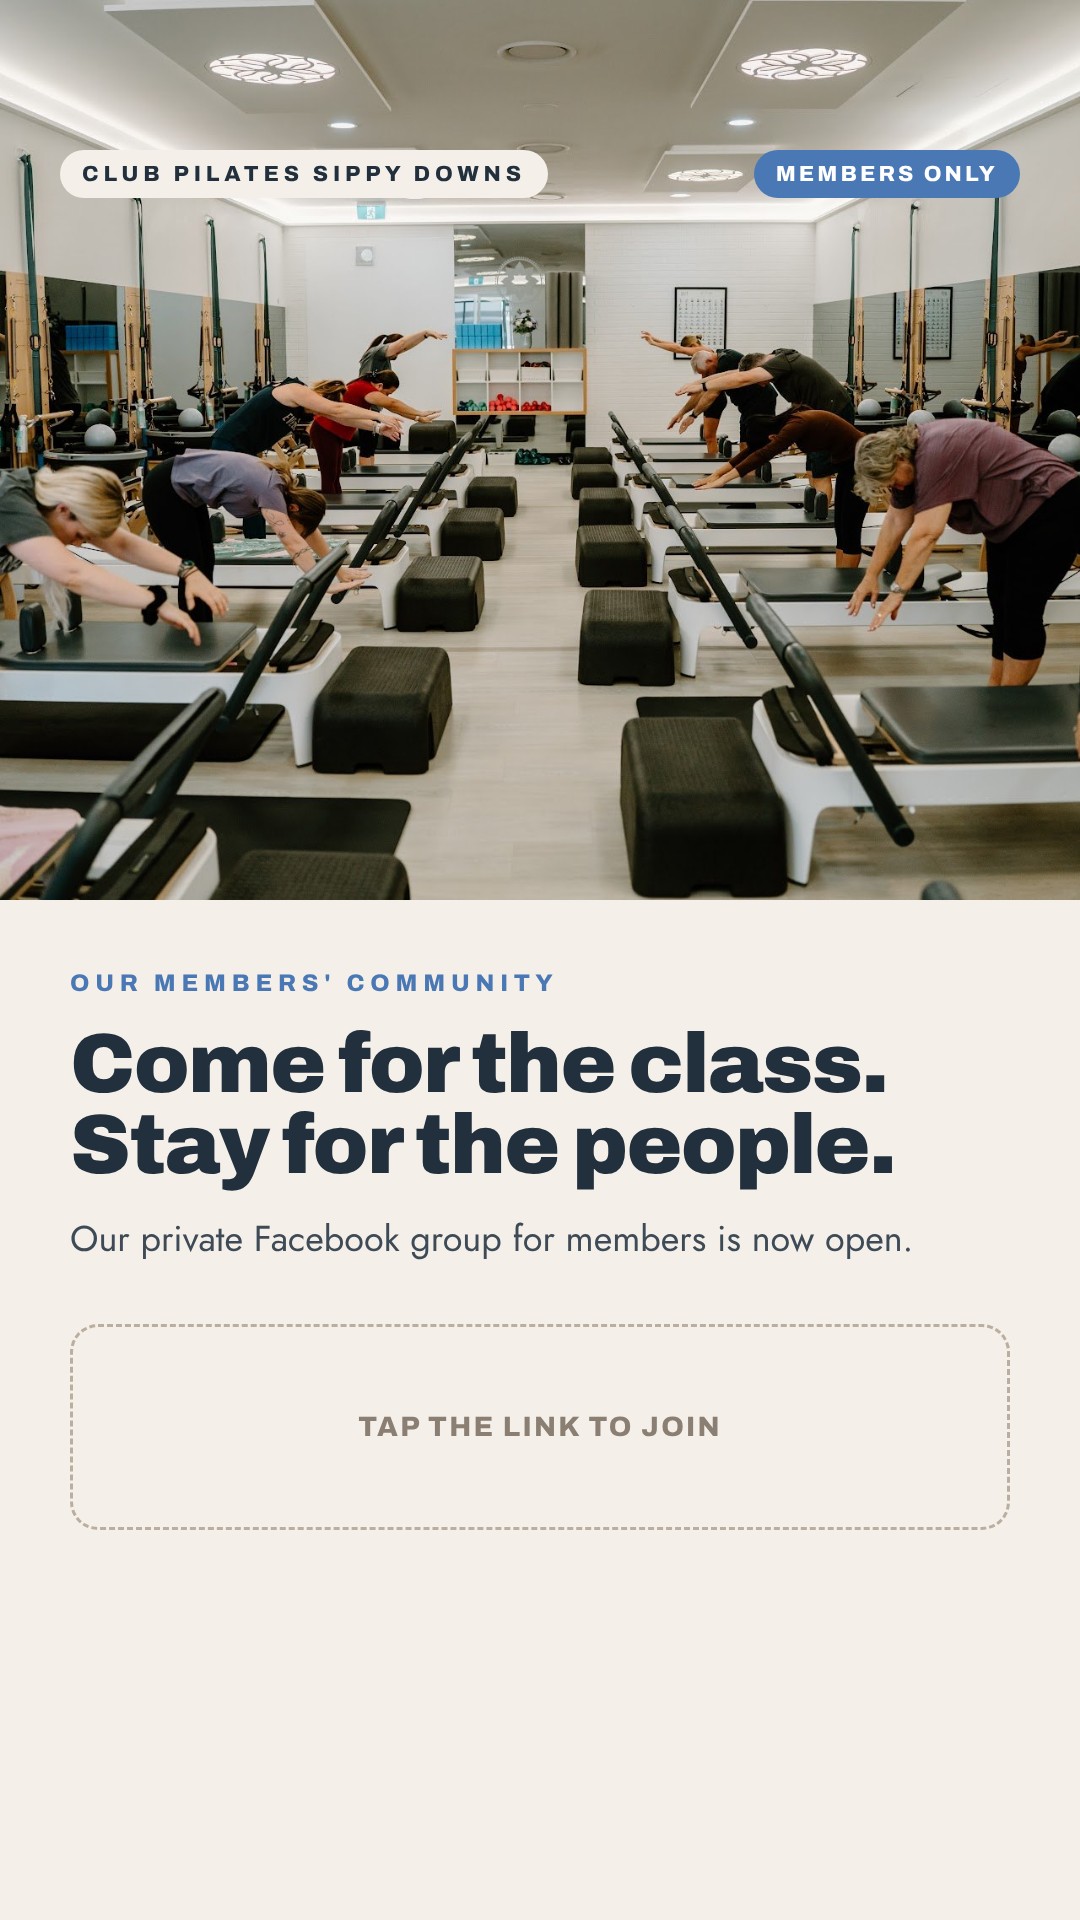 CLUB PILATES SIPPY DOWNS
MEMBERS ONLY
OUR MEMBERS' COMMUNITY
Come for the class.
Stay for the people.
Our private Facebook group for members is now open.
TAP THE LINK TO JOIN